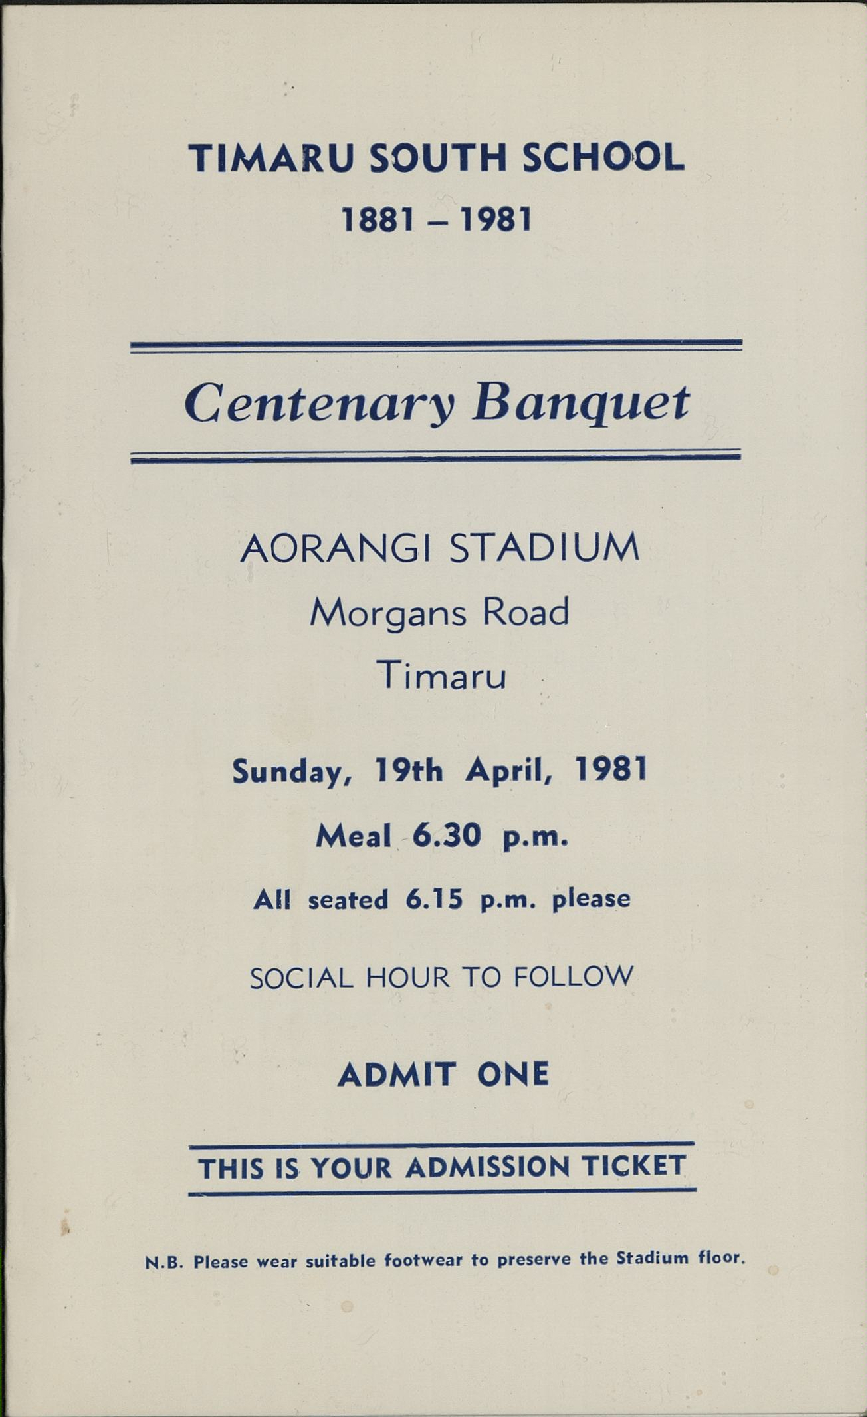 TIMARU SOUTH SCHOOL
1881 – 1981
Centenary Banquet
AORANGI STADIUM
Morgans Road
Timaru
Sunday, 19th April, 1981
Meal 6.30 p.m.
All seated 6.15 p.m. please
SOCIAL HOUR TO FOLLOW
ADMIT ONE
THIS IS YOUR ADMISSION TICKET
N.B. Please wear suitable footwear to preserve the Stadium floor.